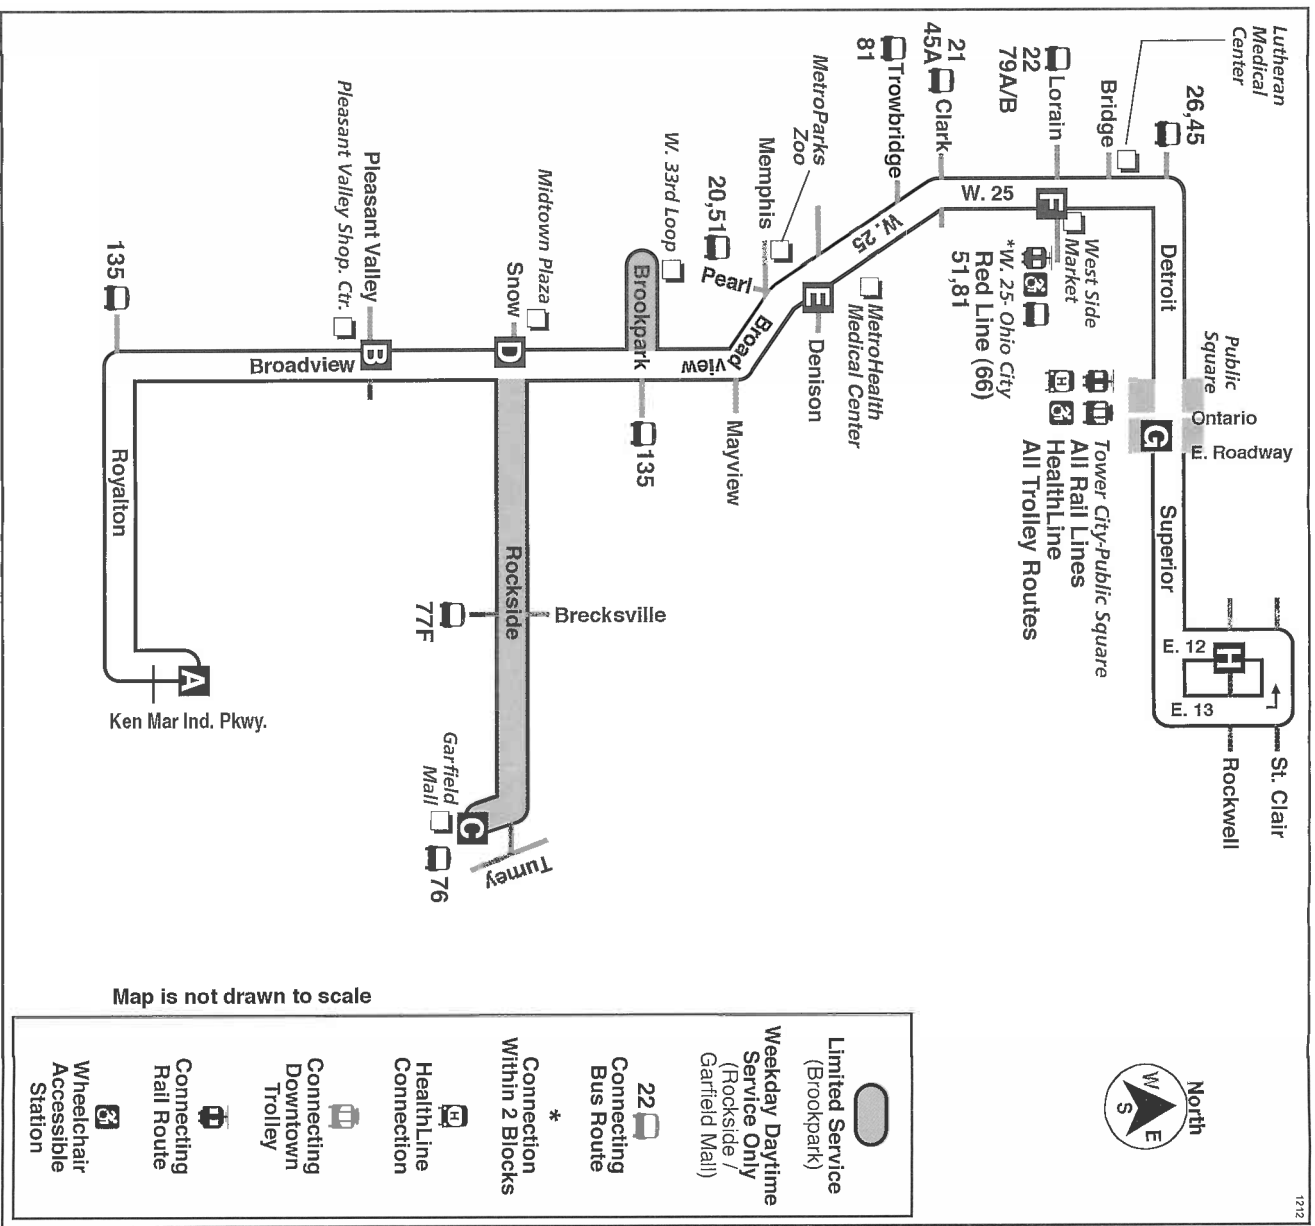 Lutheran
Medical
Center
26,45
Bridge
Lorain
22
79A/B
21
45A
Clark
Trowbridge
81
MetroParks
Zoo
Memphis
20,51
Pearl
W. 33rd Loop
Midtown Plaza
Snow
Pleasant Valley
Pleasant Valley Shop. Ctr.
135
W. 25
F
West Side
Market
*W. 25- Ohio City
Red Line (66)
51,81
W. 25
Detroit
Public
Square
Ontario
E. Roadway
G
Tower City-Public Square
All Rail Lines
HealthLine
All Trolley Routes
H
H
Superior
E. 12
E. 13
St. Clair
Rockwell
MetroHealth
Medical Center
E
Denison
Broad
view
Mayview
Brookpark
135
D
B
Broadview
Royalton
A
Ken Mar Ind. Pkwy.
Rockside
Brecksville
77F
Garfield
Mall
C
76
Turney
Map is not drawn to scale
North
W
S
E
1212
Limited Service
(Brookpark)
Weekday Daytime
Service Only
(Rockside /
Garfield Mall)
22
Connecting
Bus Route
*
Connection
Within 2 Blocks
H
HealthLine
Connection
Connecting
Downtown
Trolley
Connecting
Rail Route
Wheelchair
Accessible
Station